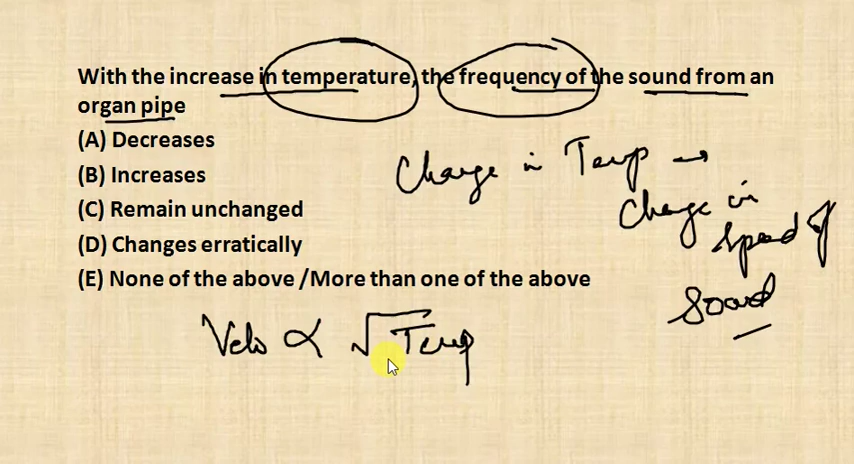 With the increase in temperature, the frequency of the sound from an
organ pipe
(A) Decreases
(B) Increases
(C) Remain unchanged
(D) Changes erratically
(E) None of the above /More than one of the above
Change in Temp →
Change in
speed of
sound
Velo ∝ √Temp